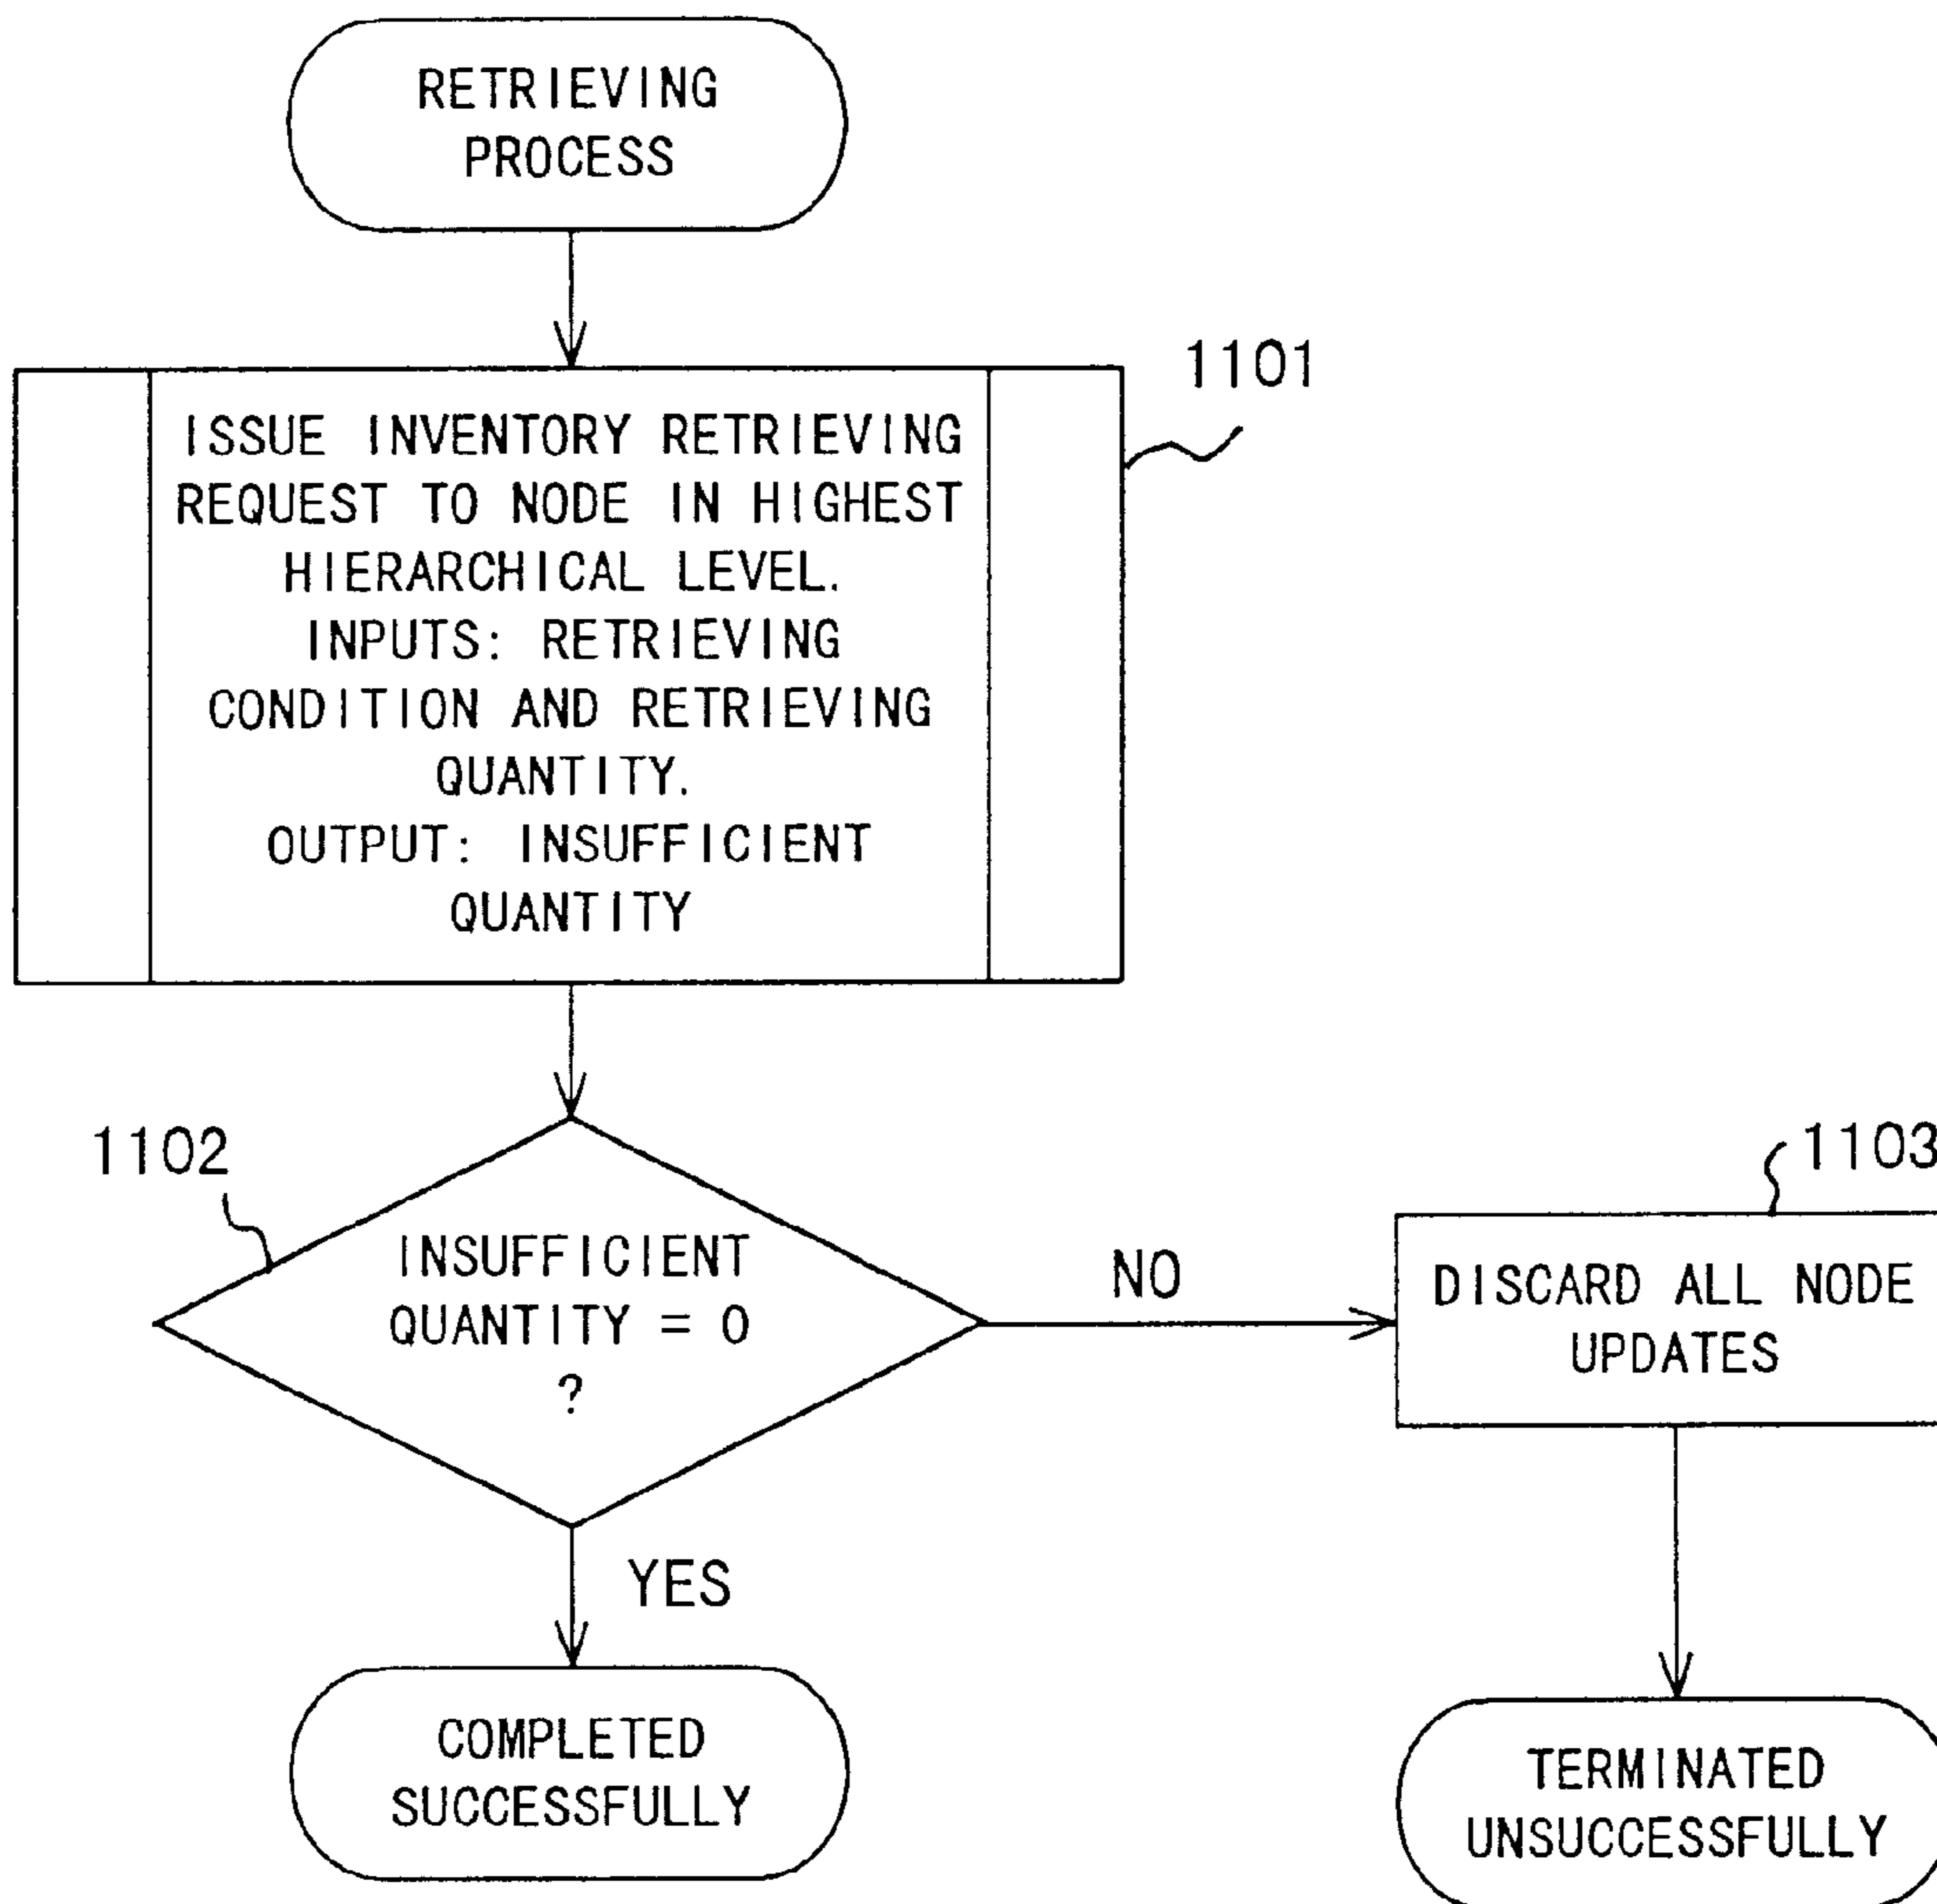 RETRIEVING
PROCESS
1101
ISSUE INVENTORY RETRIEVING
REQUEST TO NODE IN HIGHEST
HIERARCHICAL LEVEL.
INPUTS: RETRIEVING
CONDITION AND RETRIEVING
QUANTITY.
OUTPUT: INSUFFICIENT
QUANTITY
1102
INSUFFICIENT
QUANTITY = 0
?
NO
1103
DISCARD ALL NODE
UPDATES
YES
COMPLETED
SUCCESSFULLY
TERMINATED
UNSUCCESSFULLY